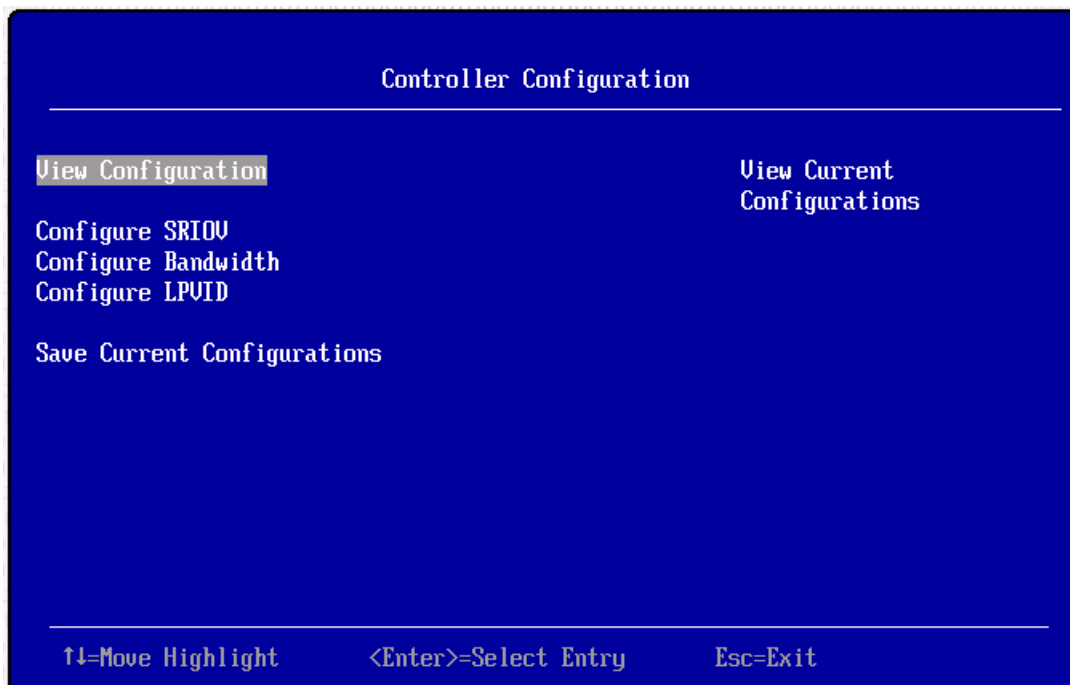 Controller Configuration
View Configuration
View Current
Configurations
Configure SRIOV
Configure Bandwidth
Configure LPVID
Save Current Configurations
↑↓=Move Highlight <Enter>=Select Entry Esc=Exit